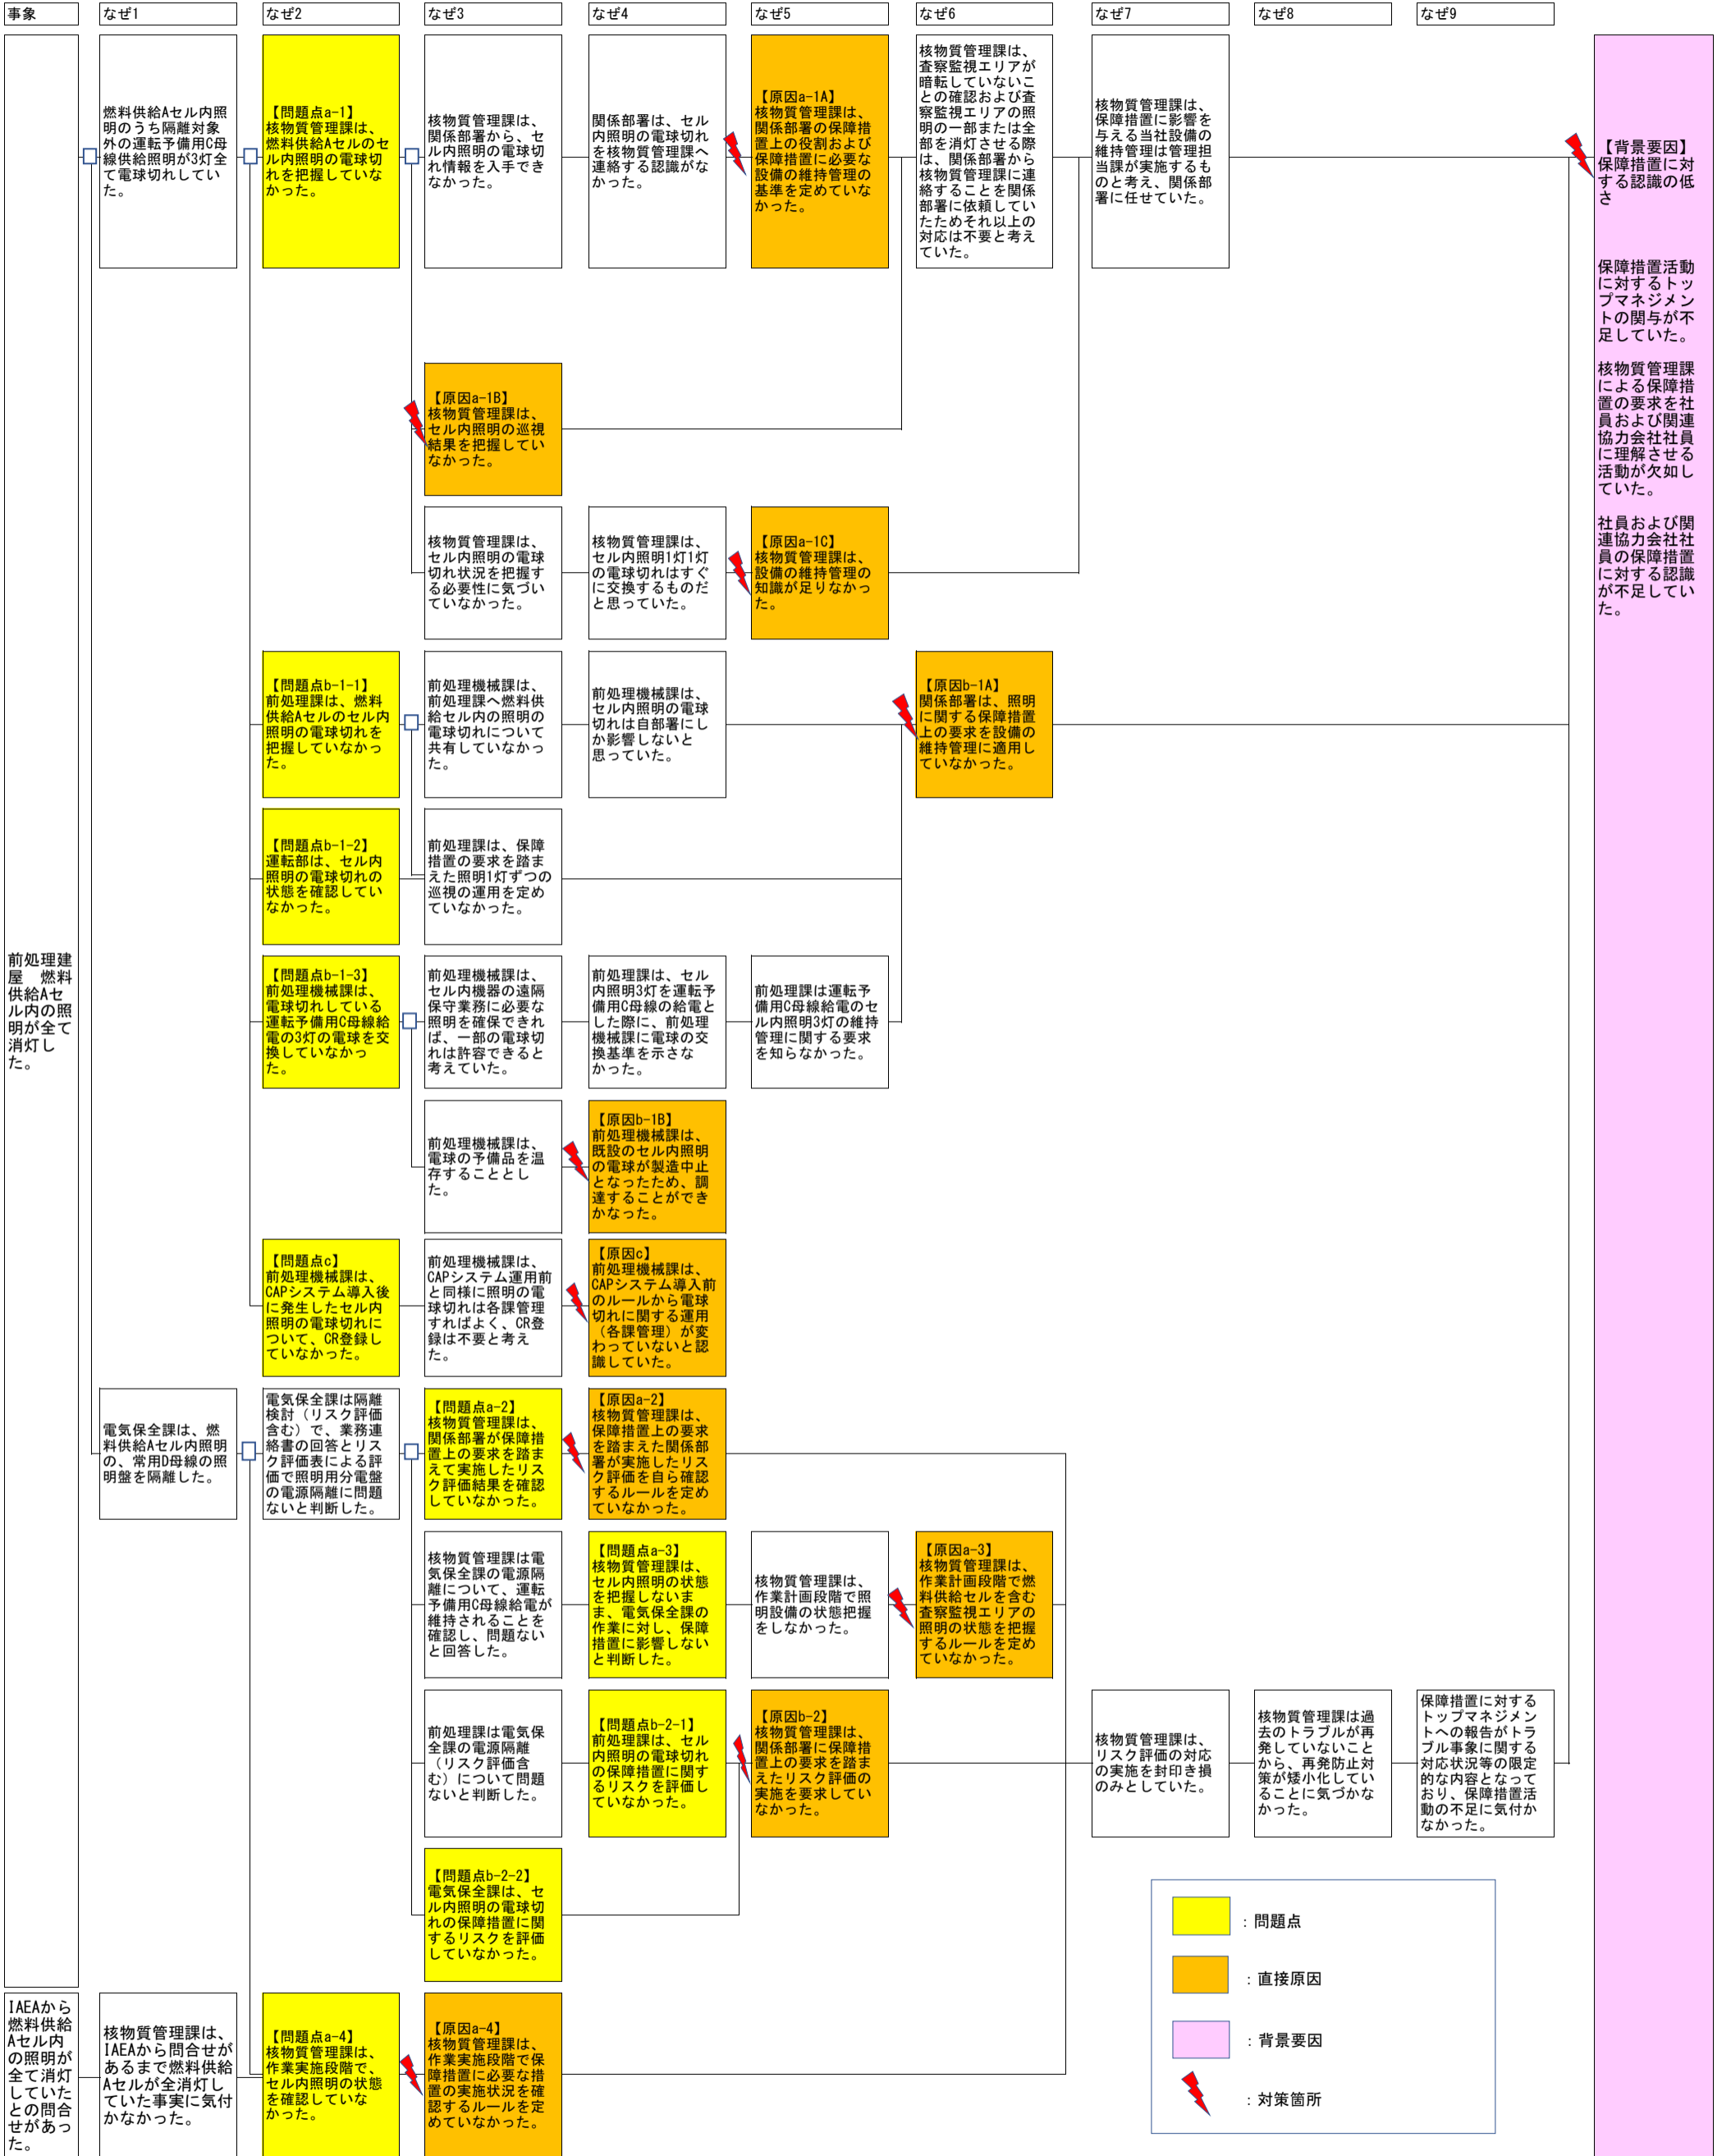 事象
なぜ1
なぜ2
なぜ3
なぜ4
なぜ5
なぜ6
なぜ7
なぜ8
なぜ9
前処理建
屋　燃料
供給Aセ
ル内の照
明が全て
消灯し
た。
燃料供給Aセル内照
明のうち隔離対象
外の運転予備用C母
線供給照明が3灯全
て電球切れしてい
た。
【問題点a-1】
核物質管理課は、
燃料供給Aセルのセ
ル内照明の電球切
れを把握していな
かった。
核物質管理課は、
関係部署から、セ
ル内照明の電球切
れ情報を入手でき
なかった。
関係部署は、セル
内照明の電球切れ
を核物質管理課へ
連絡する認識がな
かった。
【原因a-1A】
核物質管理課は、
関係部署の保障措
置上の役割および
保障措置に必要な
設備の維持管理の
基準を定めていな
かった。
核物質管理課は、
査察監視エリアが
暗転していないこ
との確認および査
察監視エリアの照
明の一部または全
部を消灯させる際
は、関係部署から
核物質管理課に連
絡することを関係
部署に依頼してい
たためそれ以上の
対応は不要と考え
ていた。
核物質管理課は、
保障措置に影響を
与える当社設備の
維持管理は管理担
当課が実施するも
のと考え、関係部
署に任せていた。
【背景要因】
保障措置に対
する認識の低
さ
保障措置活動
に対するトッ
プマネジメン
トの関与が不
足していた。
核物質管理課
による保障措
置の要求を社
員および関連
協力会社社員
に理解させる
活動が欠如し
ていた。
社員および関
連協力会社社
員の保障措置
に対する認識
が不足してい
た。
【原因a-1B】
核物質管理課は、
セル内照明の巡視
結果を把握してい
なかった。
核物質管理課は、
セル内照明の電球
切れ状況を把握す
る必要性に気づい
ていなかった。
核物質管理課は、
セル内照明1灯1灯
の電球切れはすぐ
に交換するものだ
と思っていた。
【原因a-1C】
核物質管理課は、
設備の維持管理の
知識が足りなかっ
た。
【問題点b-1-1】
前処理課は、燃料
供給Aセルのセル内
照明の電球切れを
把握していなかっ
た。
前処理機械課は、
前処理課へ燃料供
給セル内の照明の
電球切れについて
共有していなかっ
た。
前処理機械課は、
セル内照明の電球
切れは自部署にし
か影響しないと
思っていた。
【原因b-1A】
関係部署は、照明
に関する保障措置
上の要求を設備の
維持管理に適用し
ていなかった。
【問題点b-1-2】
運転部は、セル内
照明の電球切れの
状態を確認してい
なかった。
前処理課は、保障
措置の要求を踏ま
えた照明1灯ずつの
巡視の運用を定め
ていなかった。
【問題点b-1-3】
前処理機械課は、
電球切れしている
運転予備用C母線給
電の3灯の電球を交
換していなかっ
た。
前処理機械課は、
セル内機器の遠隔
保守業務に必要な
照明を確保できれ
ば、一部の電球切
れは許容できると
考えていた。
前処理課は、セル
内照明3灯を運転予
備用C母線の給電と
した際に、前処理
機械課に電球の交
換基準を示さな
かった。
前処理課は運転予
備用C母線給電のセ
ル内照明3灯の維持
管理に関する要求
を知らなかった。
前処理機械課は、
電球の予備品を温
存することとし
た。
【原因b-1B】
前処理機械課は、
既設のセル内照明
の電球が製造中止
となったため、調
達することができ
かなった。
【問題点c】
前処理機械課は、
CAPシステム導入後
に発生したセル内
照明の電球切れに
ついて、CR登録し
ていなかった。
前処理機械課は、
CAPシステム運用前
と同様に照明の電
球切れは各課管理
すればよく、CR登
録は不要と考え
た。
【原因c】
前処理機械課は、
CAPシステム導入前
のルールから電球
切れに関する運用
（各課管理）が変
わっていないと認
識していた。
電気保全課は、燃
料供給Aセル内照明
の、常用D母線の照
明盤を隔離した。
電気保全課は隔離
検討（リスク評価
含む）で、業務連
絡書の回答とリス
ク評価表による評
価で照明用分電盤
の電源隔離に問題
ないと判断した。
【問題点a-2】
核物質管理課は、
関係部署が保障措
置上の要求を踏ま
えて実施したリス
ク評価結果を確認
していなかった。
【原因a-2】
核物質管理課は、
保障措置上の要求
を踏まえた関係部
署が実施したリス
ク評価を自ら確認
するルールを定め
ていなかった。
核物質管理課は電
気保全課の電源隔
離について、運転
予備用C母線給電が
維持されることを
確認し、問題ない
と回答した。
【問題点a-3】
核物質管理課は、
セル内照明の状態
を把握しないま
ま、電気保全課の
作業に対し、保障
措置に影響しない
と判断した。
核物質管理課は、
作業計画段階で照
明設備の状態把握
をしなかった。
【原因a-3】
核物質管理課は、
作業計画段階で燃
料供給セルを含む
査察監視エリアの
照明の状態を把握
するルールを定め
ていなかった。
前処理課は電気保
全課の電源隔離
（リスク評価含
む）について問題
ないと判断した。
【問題点b-2-1】
前処理課は、セル
内照明の電球切れ
の保障措置に関す
るリスクを評価し
ていなかった。
【原因b-2】
核物質管理課は、
関係部署に保障措
置上の要求を踏ま
えたリスク評価の
実施を要求してい
なかった。
核物質管理課は、
リスク評価の対応
の実施を封印き損
のみとしていた。
核物質管理課は過
去のトラブルが再
発していないこと
から、再発防止対
策が矮小化してい
ることに気づかな
かった。
保障措置に対する
トップマネジメン
トへの報告がトラ
ブル事象に関する
対応状況等の限定
的な内容となって
おり、保障措置活
動の不足に気付か
なかった。
【問題点b-2-2】
電気保全課は、セ
ル内照明の電球切
れの保障措置に関
するリスクを評価
していなかった。
：問題点
：直接原因
：背景要因
：対策箇所
IAEAから
燃料供給
Aセル内
の照明が
全て消灯
していた
との問合
せがあっ
た。
核物質管理課は、
IAEAから問合せが
あるまで燃料供給
Aセルが全消灯し
ていた事実に気付
かなかった。
【問題点a-4】
核物質管理課は、
作業実施段階で、
セル内照明の状態
を確認していな
かった。
【原因a-4】
核物質管理課は、
作業実施段階で保
障措置に必要な措
置の実施状況を確
認するルールを定
めていなかった。